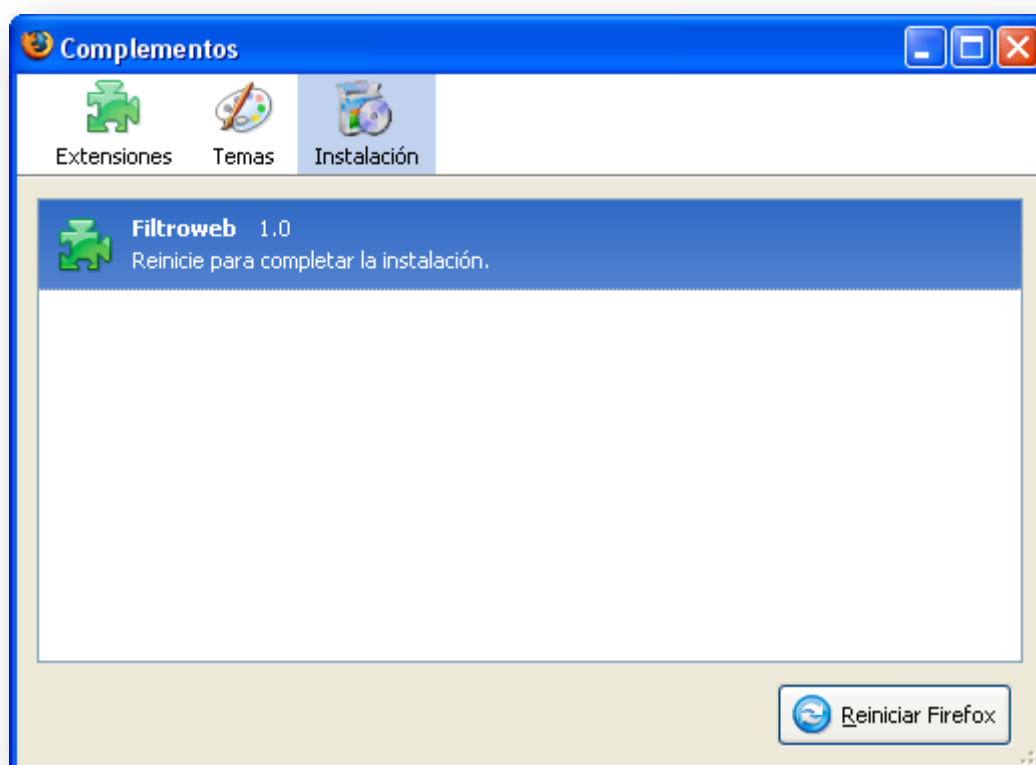 Complementos
Extensiones Temas Instalación
Filtroweb 1.0
Reinicie para completar la instalación.
Reiniciar Firefox